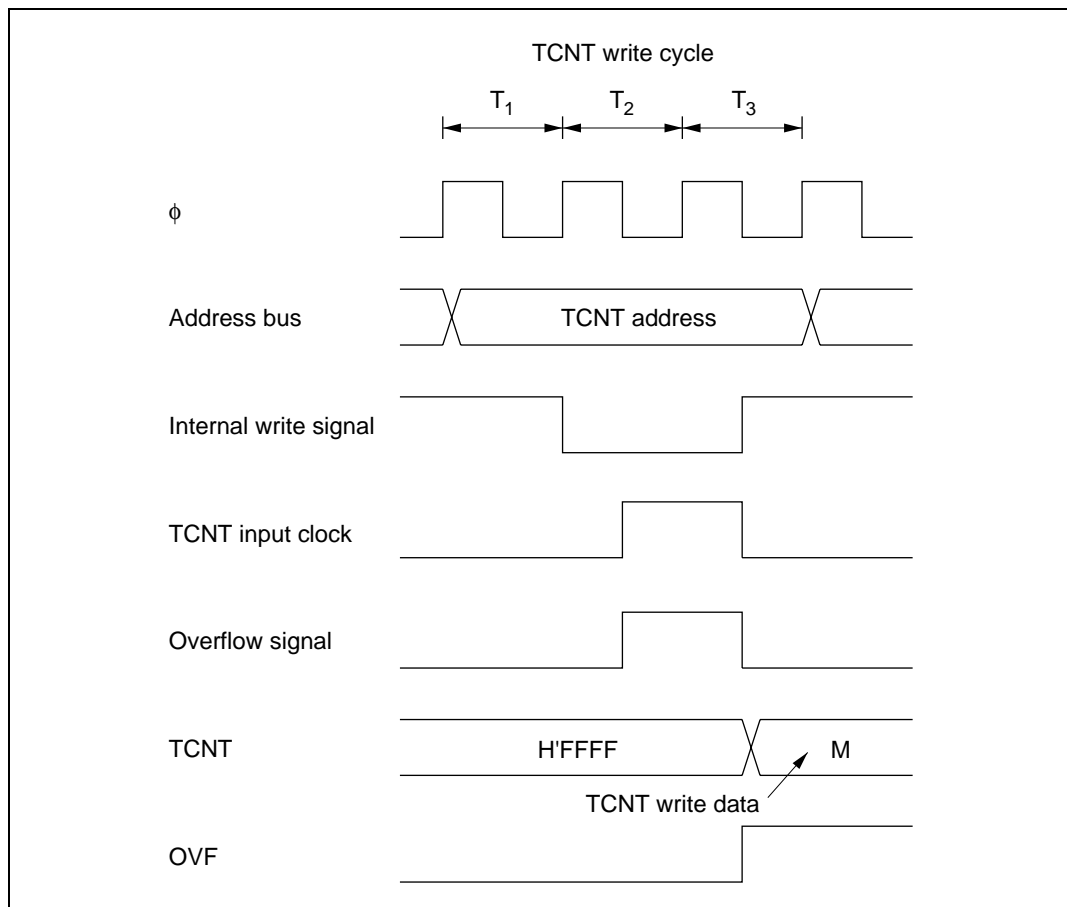 TCNT write cycle
T1 T2 T3
φ
Address bus
TCNT address
Internal write signal
TCNT input clock
Overflow signal
TCNT
H'FFFF
M
TCNT write data
OVF